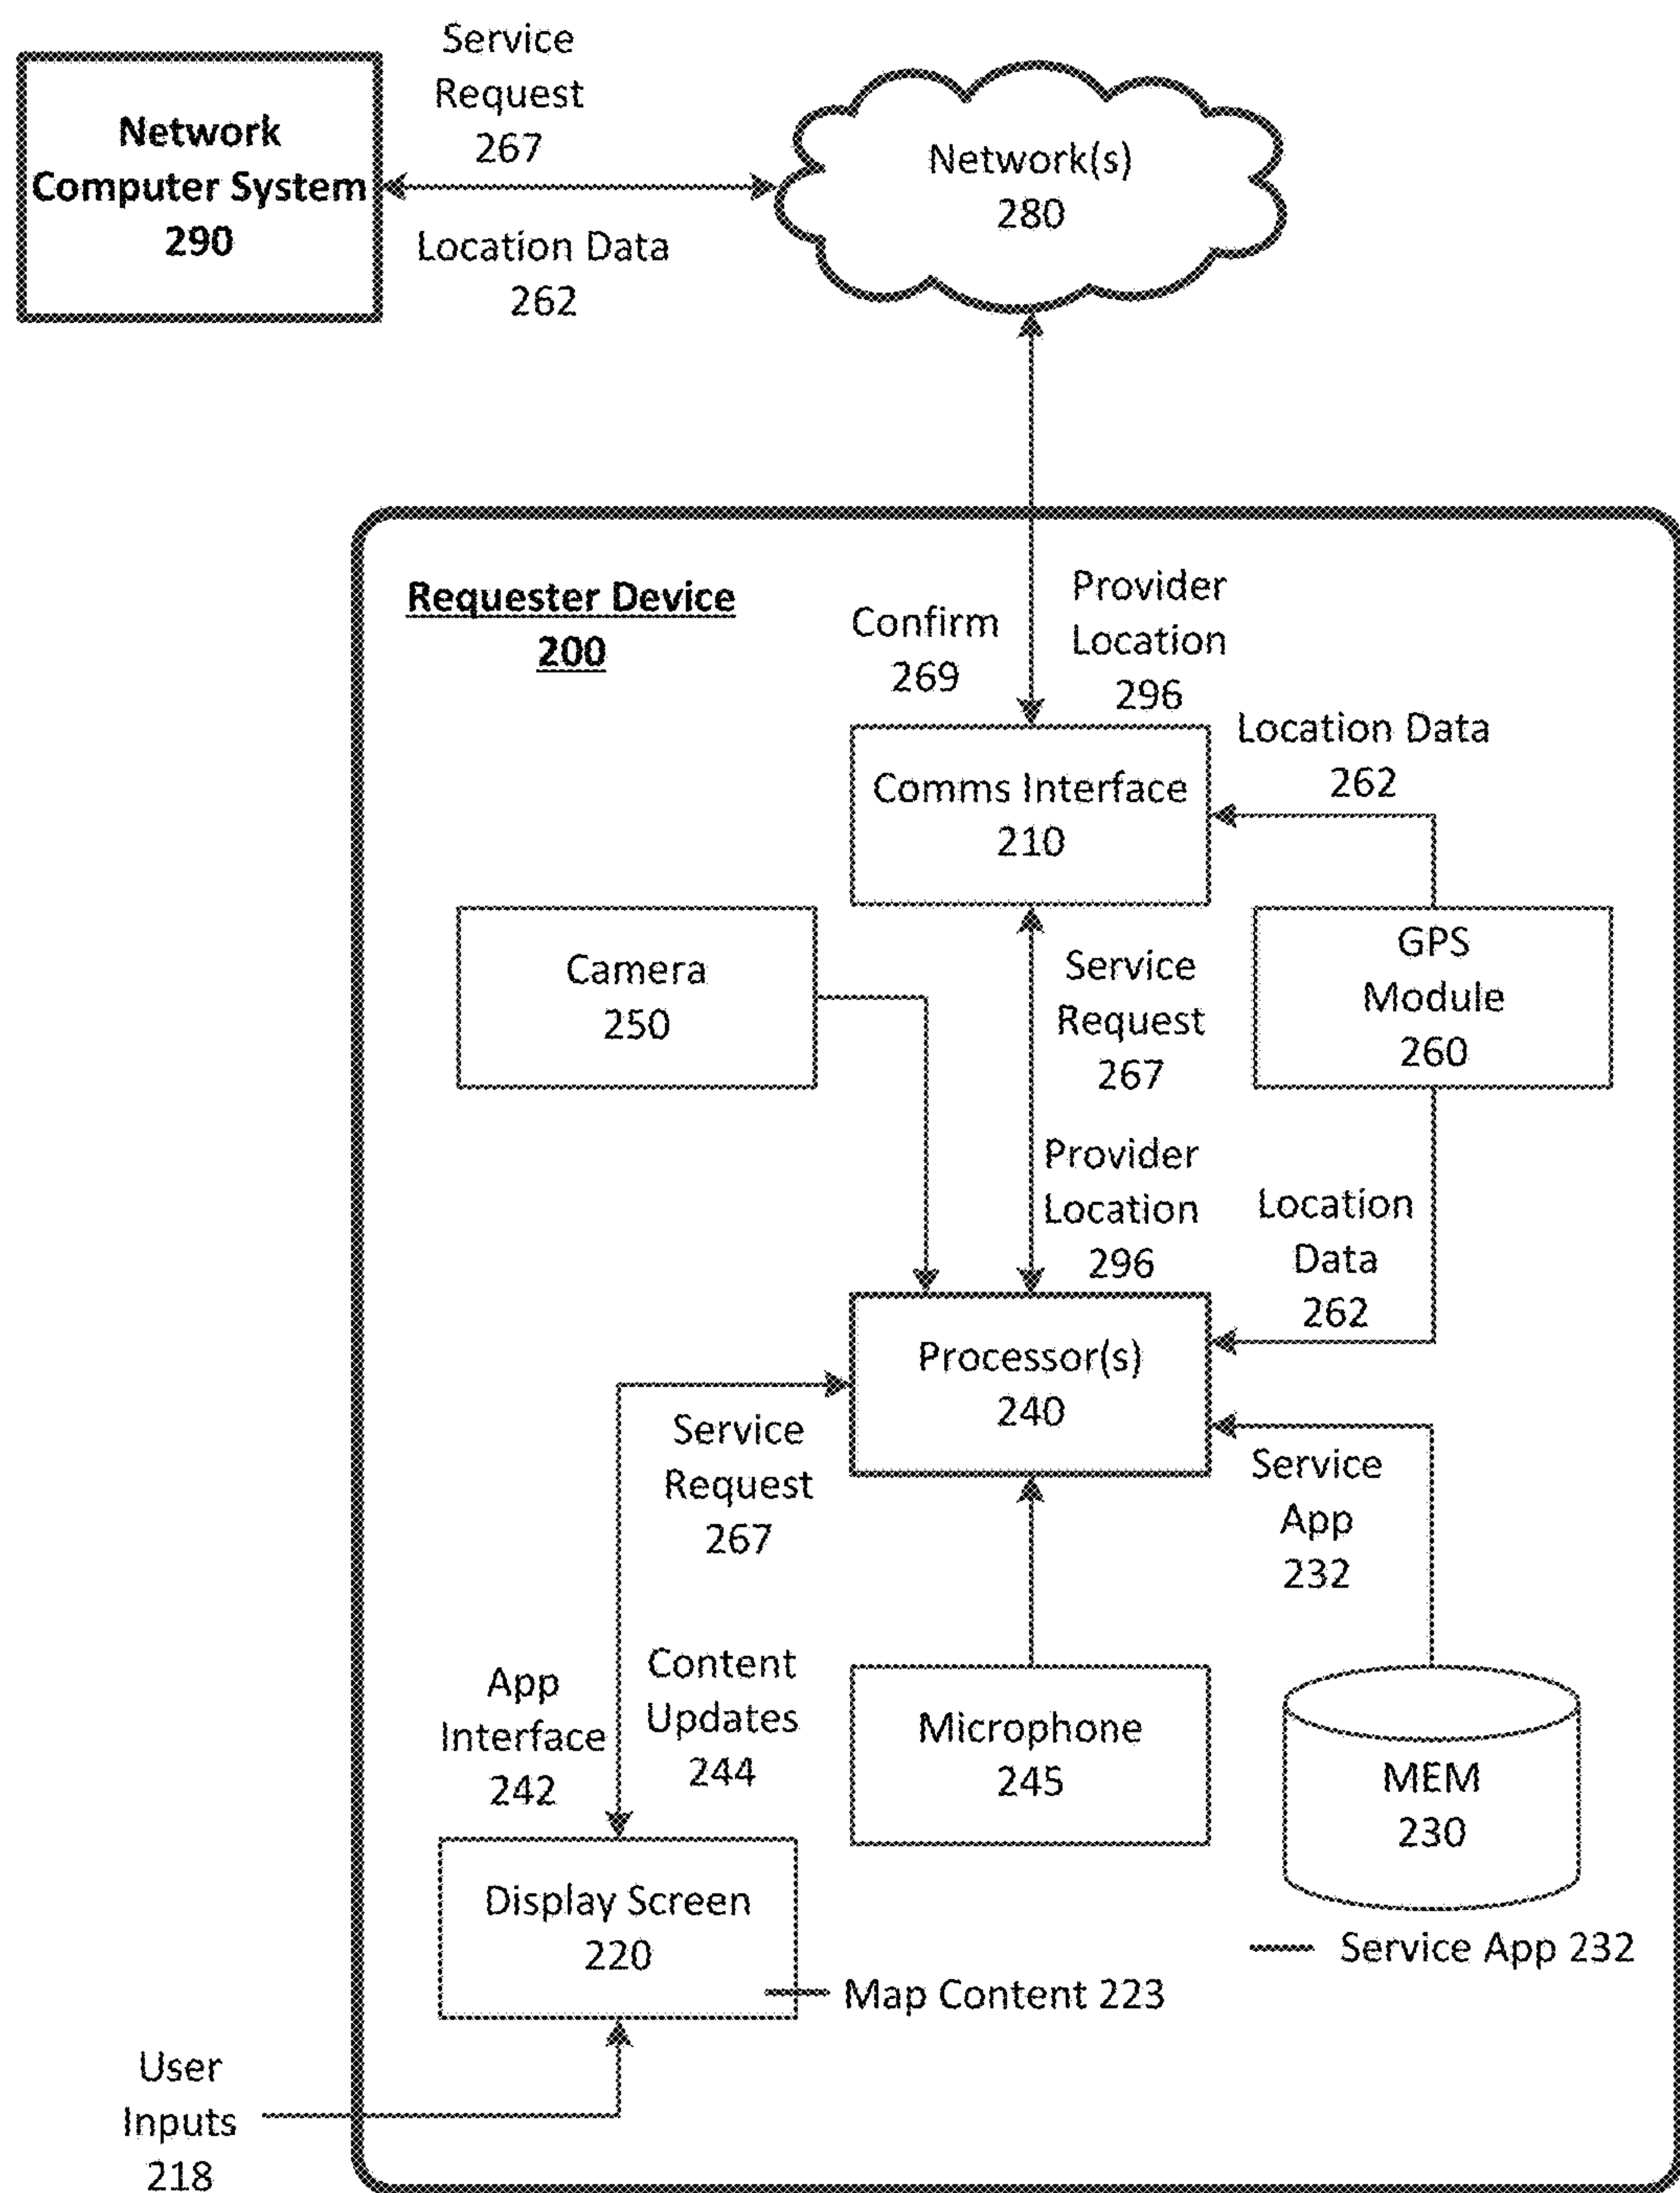 Service
Request
267
Network
Computer System
290
Network(s)
280
Location Data
262
Requester Device
200
Confirm
269
Provider
Location
296
Location Data
262
Comms Interface
210
Camera
250
Service
Request
267
GPS
Module
260
Provider
Location
296
Location
Data
262
Processor(s)
240
Service
Request
267
Service
App
232
App
Interface
242
Content
Updates
244
Microphone
245
MEM
230
Display Screen
220
Service App 232
Map Content 223
User
Inputs
218